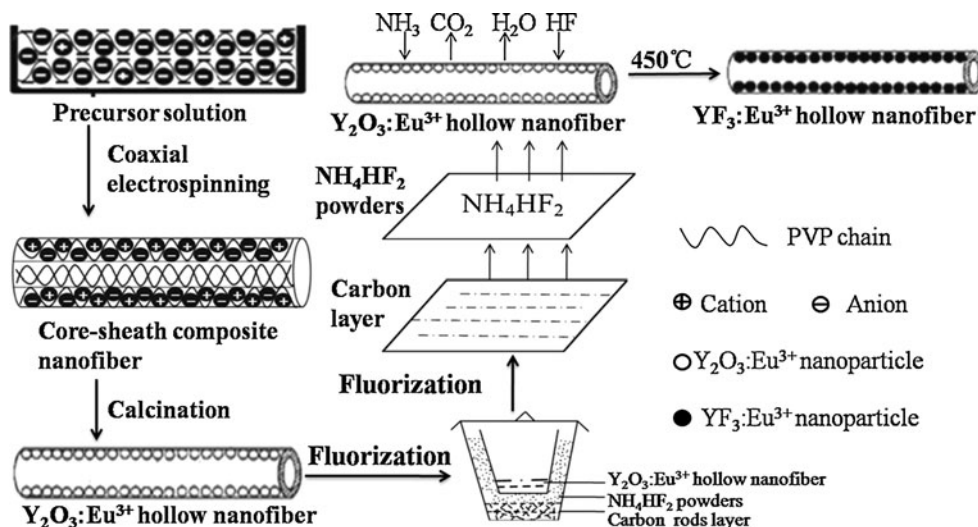 Precursor solution
Coaxial
electrospinning
Core-sheath composite
nanofiber
Calcination
Y₂O₃:Eu³⁺ hollow nanofiber
Fluorization
Y₂O₃:Eu³⁺ hollow nanofiber
NH₄HF₂ powders
Carbon rods layer
Fluorization
Carbon
layer
NH₄HF₂
powders
NH₄HF₂
NH₃ CO₂ H₂O HF
Y₂O₃:Eu³⁺ hollow nanofiber
450℃
YF₃:Eu³⁺ hollow nanofiber
PVP chain
⊕ Cation ⊖ Anion
Y₂O₃:Eu³⁺ nanoparticle
YF₃:Eu³⁺ nanoparticle